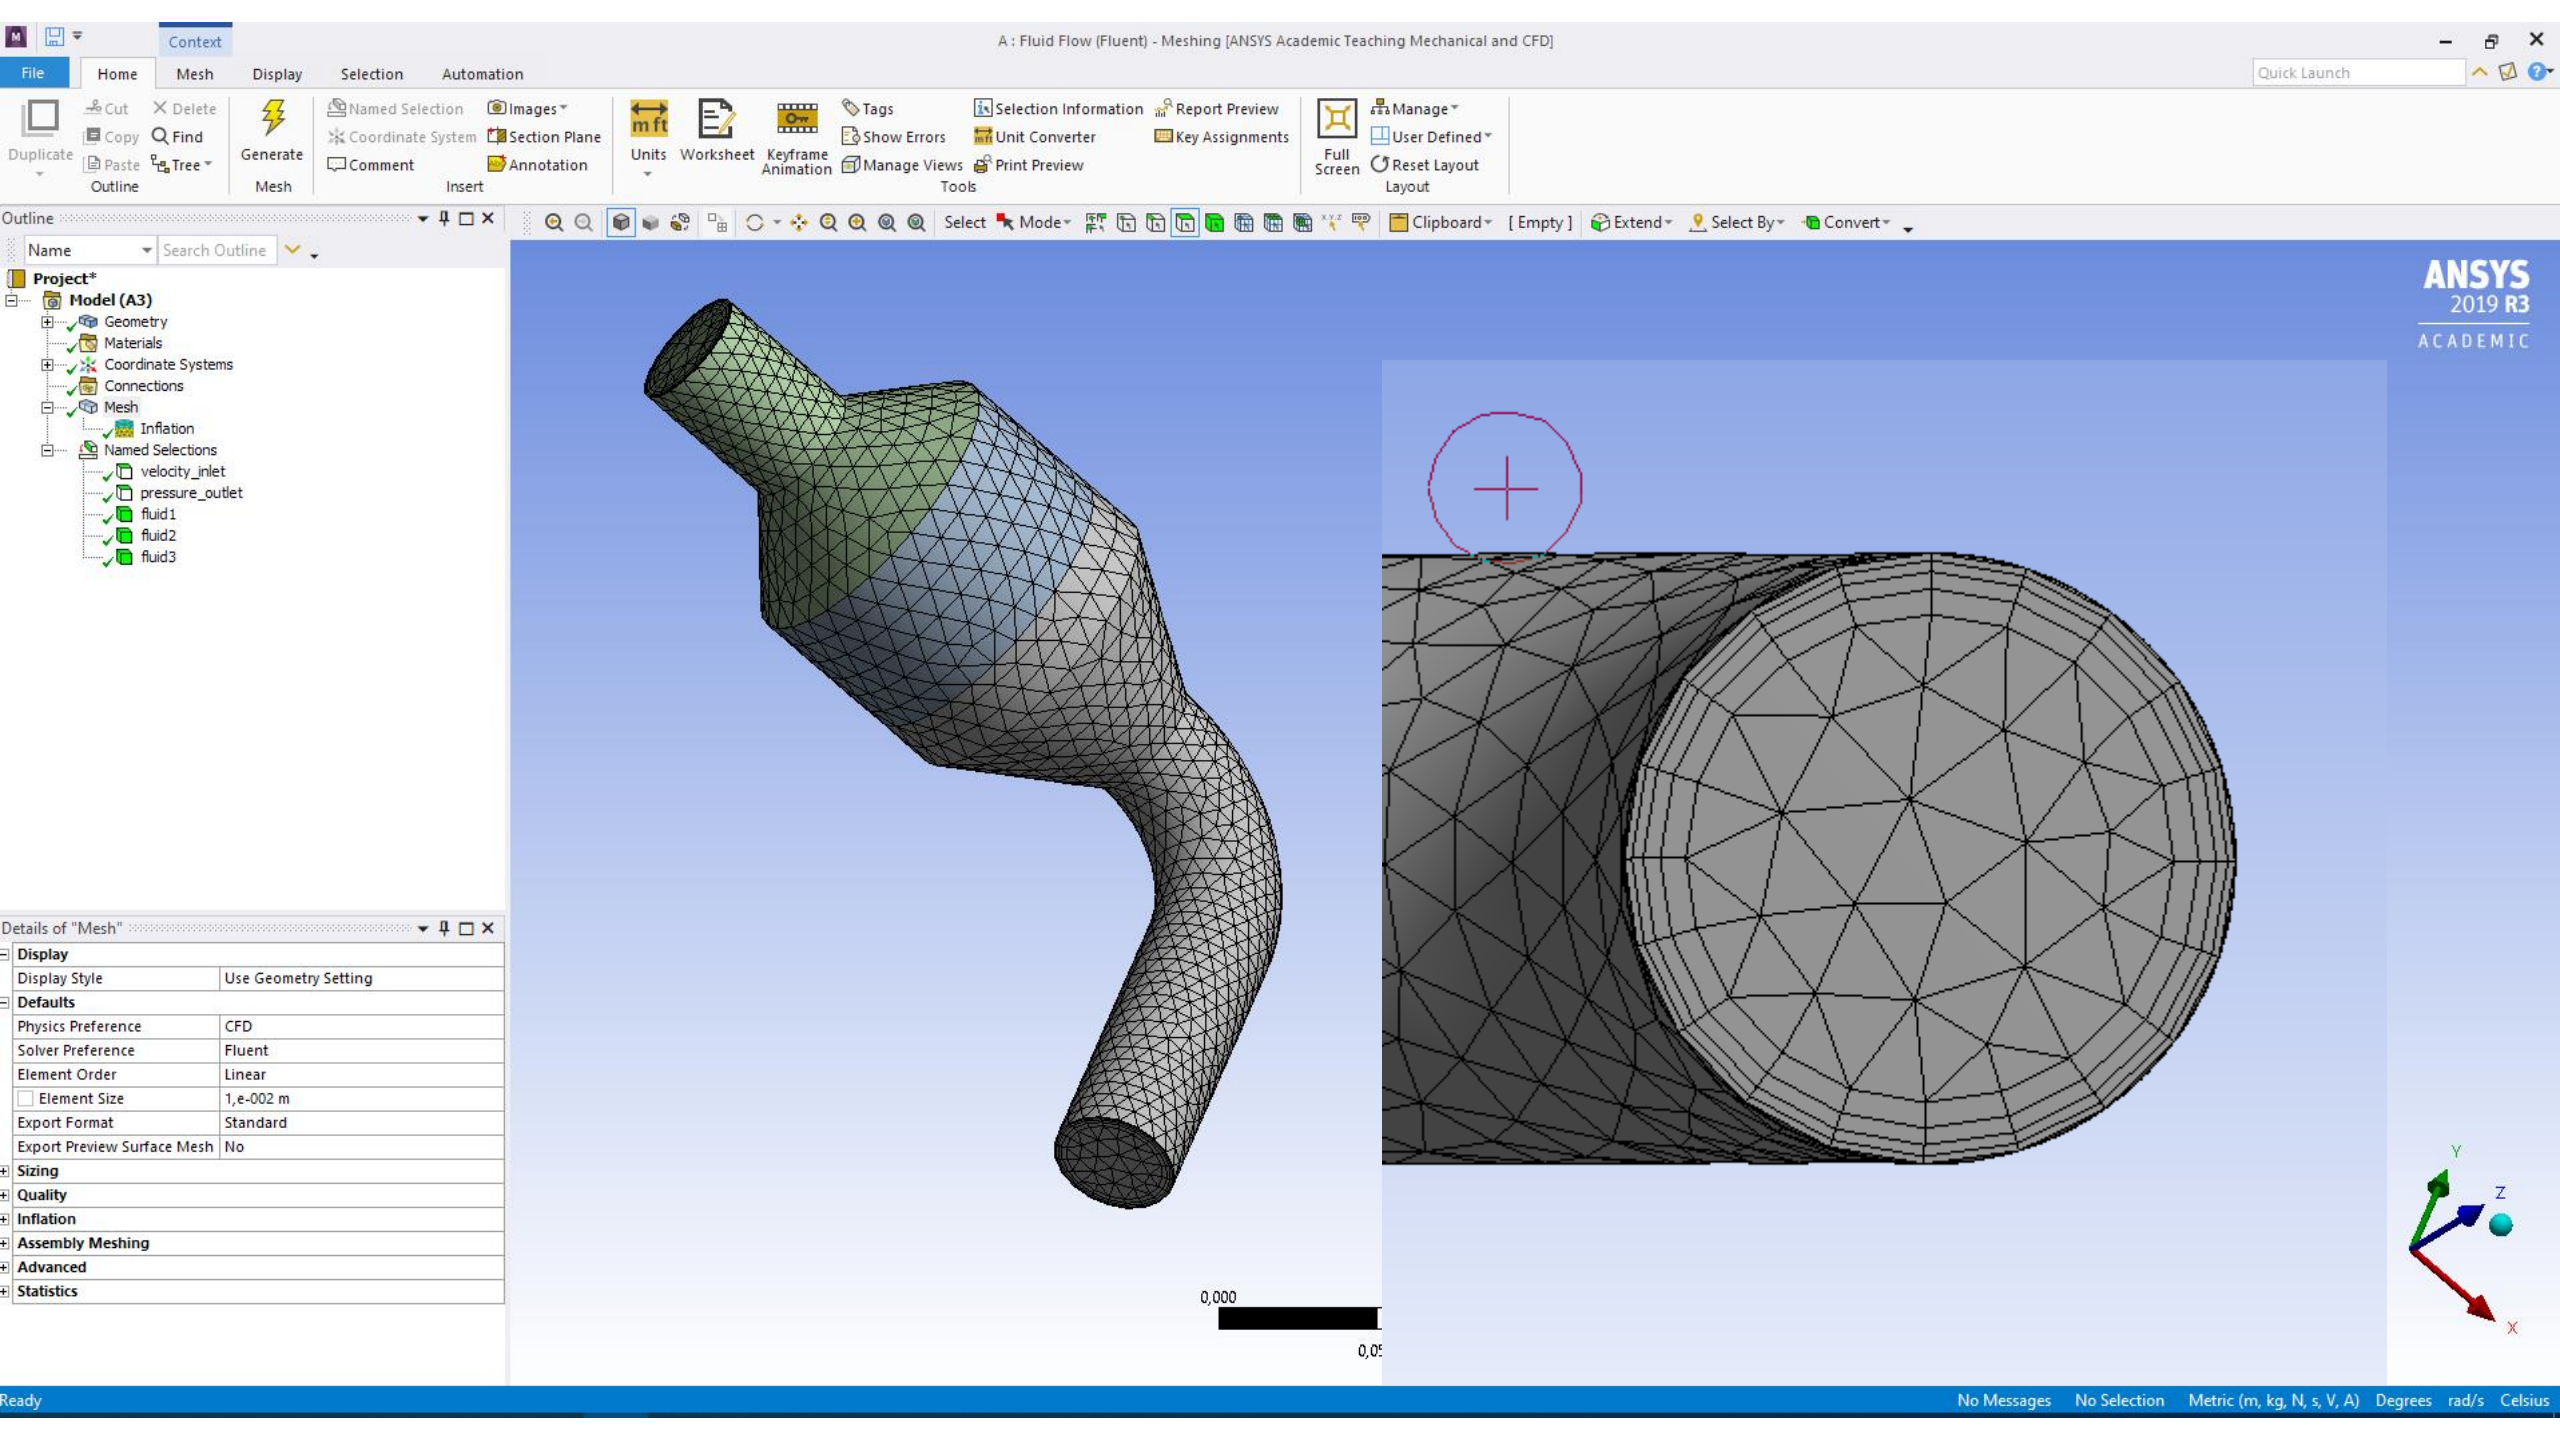 M
Context
A : Fluid Flow (Fluent) - Meshing [ANSYS Academic Teaching Mechanical and CFD]
File Home Mesh Display Selection Automation
Quick Launch
Duplicate
Cut Delete
Copy Find
Paste Tree
Outline
Generate
Mesh
Named Selection Images
Coordinate System Section Plane
Comment Annotation
Insert
m ft
Units
Worksheet
Keyframe Animation
Tags Selection Information Report Preview
Show Errors Unit Converter Key Assignments
Manage Views Print Preview
Tools
Full Screen
Manage
User Defined
Reset Layout
Layout
Outline
Select Mode Clipboard [ Empty ] Extend Select By Convert
Name Search Outline
Project*
Model (A3)
Geometry
Materials
Coordinate Systems
Connections
Mesh
Inflation
Named Selections
velocity_inlet
pressure_outlet
fluid1
fluid2
fluid3
ANSYS
2019 R3
ACADEMIC
Details of "Mesh"
Display
Display Style Use Geometry Setting
Defaults
Physics Preference CFD
Solver Preference Fluent
Element Order Linear
Element Size 1,e-002 m
Export Format Standard
Export Preview Surface Mesh No
Sizing
Quality
Inflation
Assembly Meshing
Advanced
Statistics
0,000
0,05
Y
Z
X
Ready
No Messages No Selection Metric (m, kg, N, s, V, A) Degrees rad/s Celsius